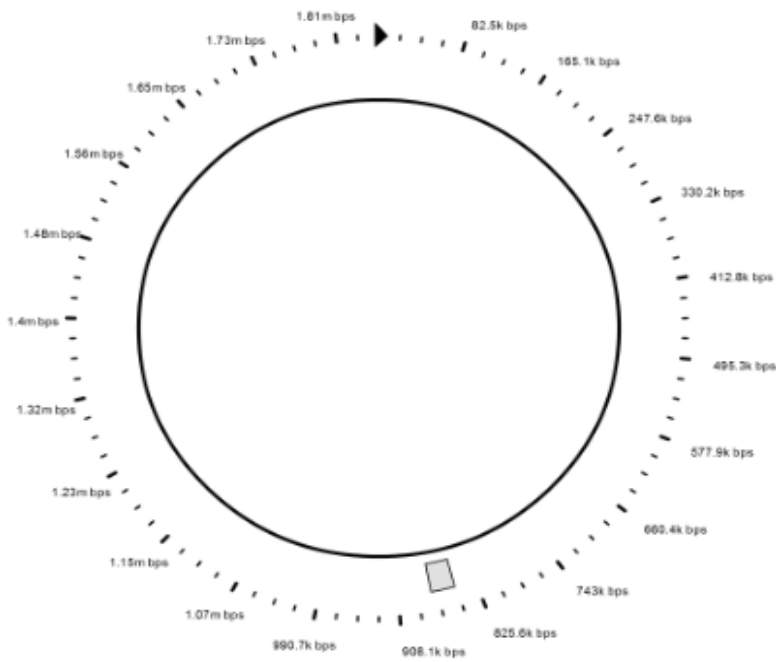 82.5k bps
165.1k bps
247.6k bps
330.2k bps
412.8k bps
495.3k bps
577.9k bps
660.4k bps
743k bps
825.6k bps
908.1k bps
990.7k bps
1.07m bps
1.15m bps
1.23m bps
1.32m bps
1.4m bps
1.48m bps
1.56m bps
1.65m bps
1.73m bps
1.81m bps